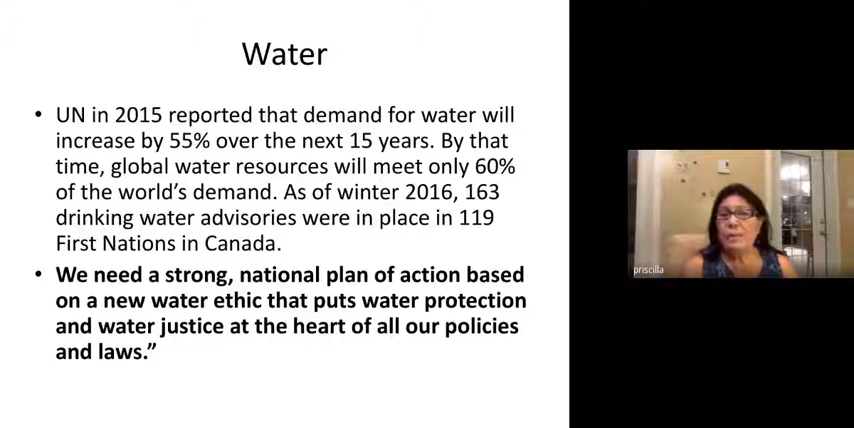 Water
• UN in 2015 reported that demand for water will
increase by 55% over the next 15 years. By that
time, global water resources will meet only 60%
of the world's demand. As of winter 2016, 163
drinking water advisories were in place in 119
First Nations in Canada.
• We need a strong, national plan of action based
on a new water ethic that puts water protection
and water justice at the heart of all our policies
and laws.”
priscilla